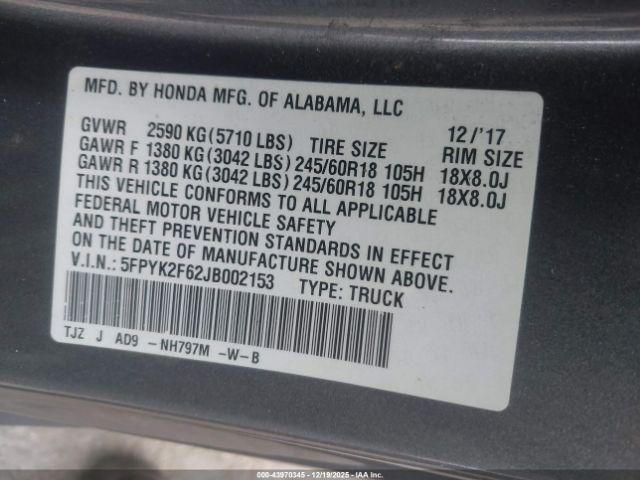 MFD. BY HONDA MFG. OF ALABAMA, LLC
GVWR 2590 KG(5710 LBS) TIRE SIZE 12/'17 RIM SIZE
GAWR F 1380 KG(3042 LBS) 245/60R18 105H 18X8.0J
GAWR R 1380 KG(3042 LBS) 245/60R18 105H 18X8.0J
THIS VEHICLE CONFORMS TO ALL APPLICABLE
FEDERAL MOTOR VEHICLE SAFETY
AND THEFT PREVENTION STANDARDS IN EFFECT
ON THE DATE OF MANUFACTURE SHOWN ABOVE.
V.I.N.: 5FPYK2F62JB002153 TYPE: TRUCK
TJZ J AD9 -NH797M -W-B
© - 43970345 - 12/19/2025 - IAAI.COM